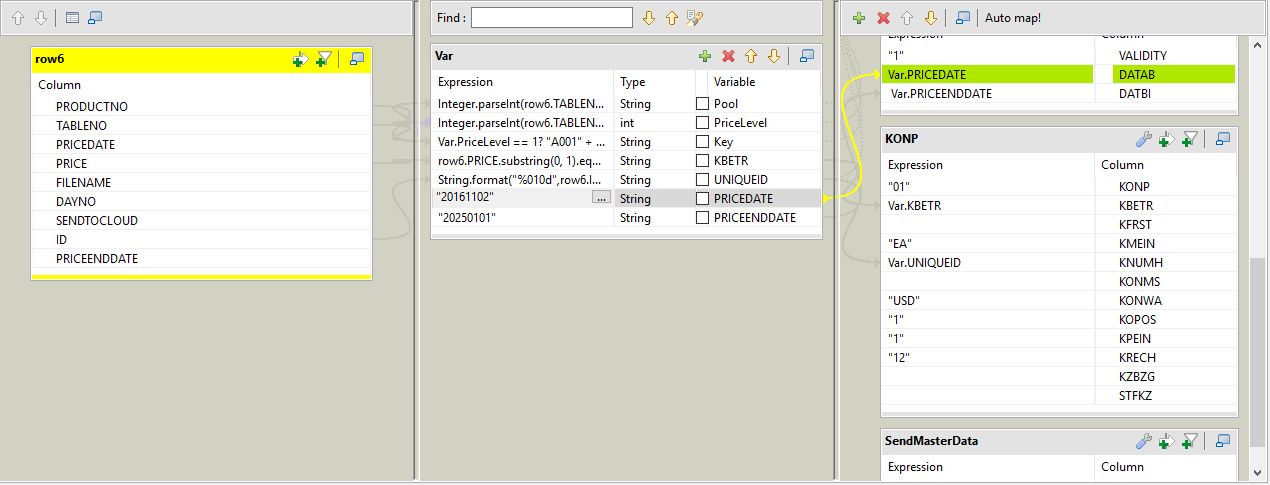 Find :
Auto map!
row6
Column
PRODUCTNO
TABLENO
PRICEDATE
PRICE
FILENAME
DAYNO
SENDTOCLOUD
ID
PRICEENDDATE
Var
Expression Type Variable
Integer.parseInt(row6.TABLEN... String Pool
Integer.parseInt(row6.TABLEN... int PriceLevel
Var.PriceLevel == 1? "A001" + ... String Key
row6.PRICE.substring(0, 1).eq... String KBETR
String.format("%010d",row6.I... String UNIQUEID
"20161102" ... String PRICEDATE
"20250101" String PRICEENDDATE
Expression Column
"1" VALIDITY
Var.PRICEDATE DATAB
Var.PRICEENDDATE DATBI
KONP
Expression Column
"01" KONP
Var.KBETR KBETR
KFRST
"EA" KMEIN
Var.UNIQUEID KNUMH
KONMS
"USD" KONWA
"1" KOPOS
"1" KPEIN
"12" KRECH
KZBZG
STFKZ
SendMasterData
Expression Column